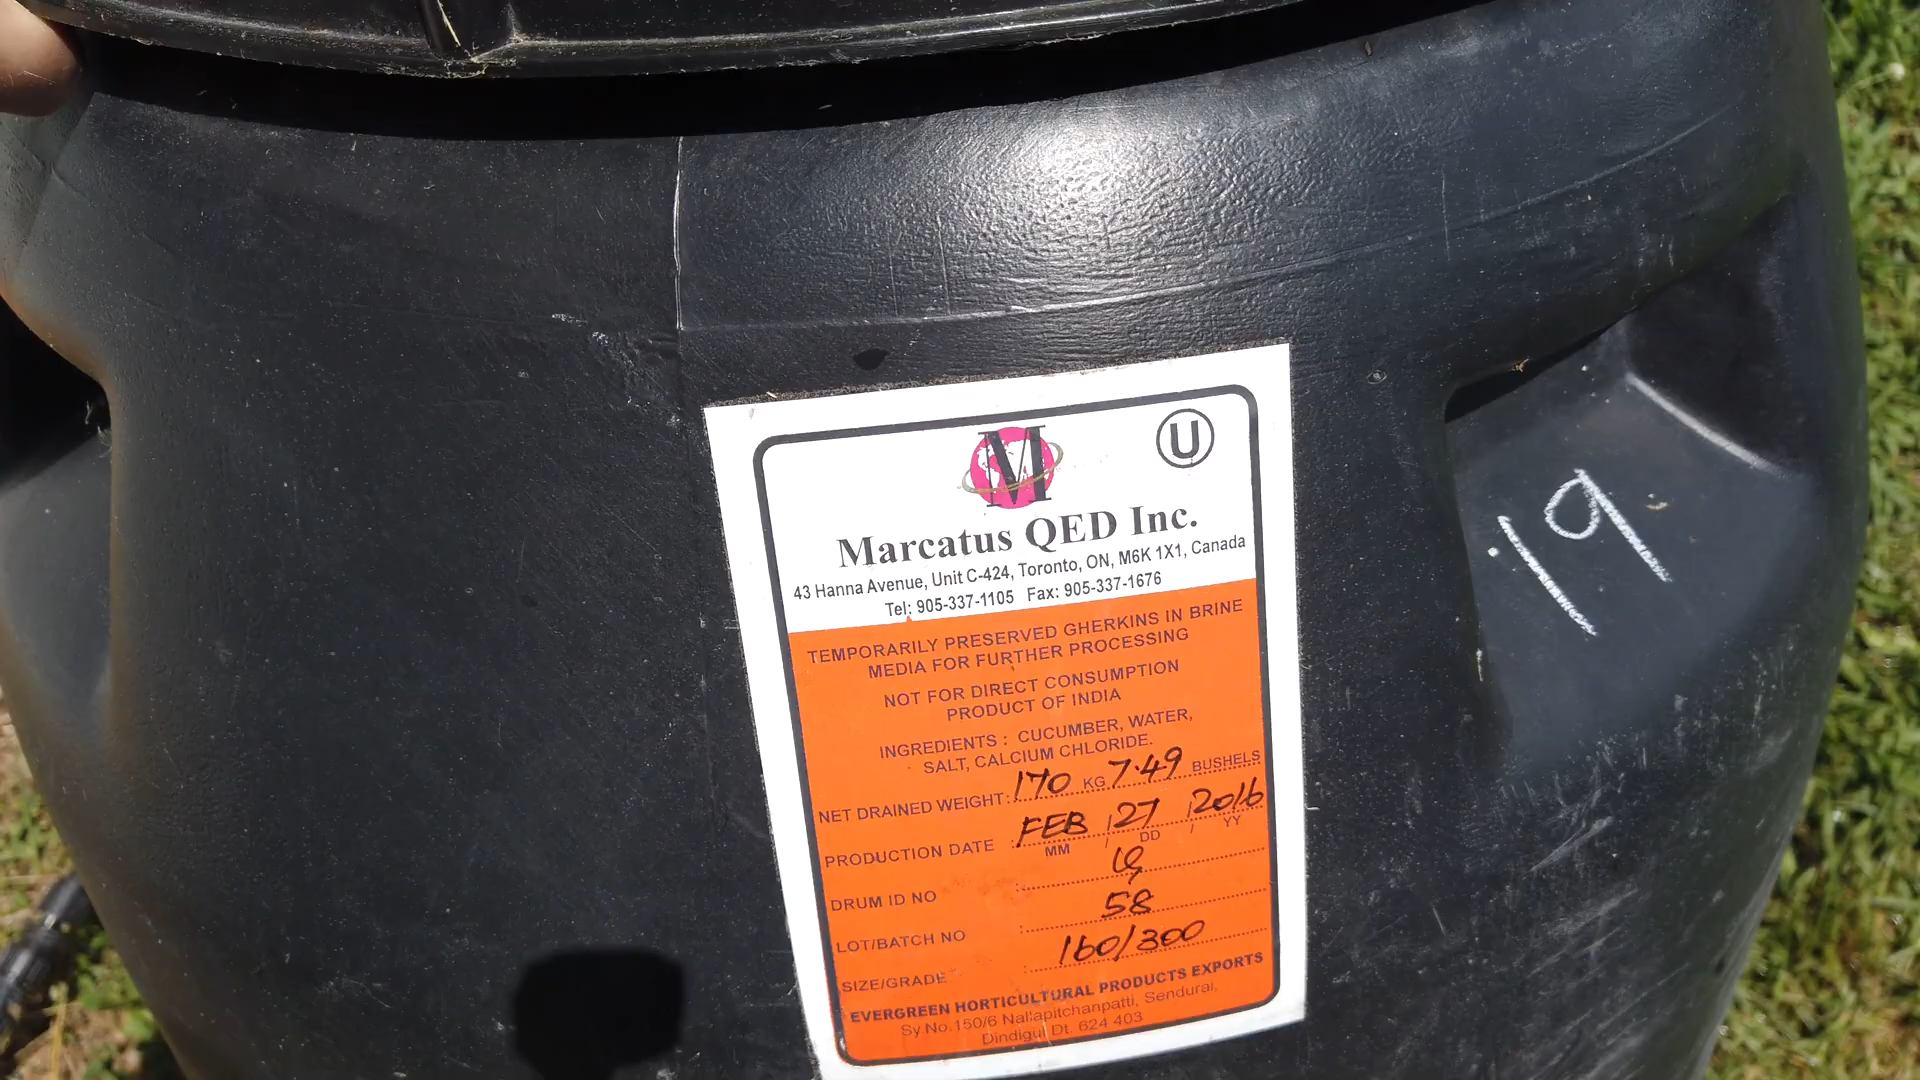 M
U
Marcatus QED Inc.
43 Hanna Avenue, Unit C-424, Toronto, ON, M6K 1X1, Canada
Tel: 905-337-1105 Fax: 905-337-1676
TEMPORARILY PRESERVED GHERKINS IN BRINE
MEDIA FOR FURTHER PROCESSING
NOT FOR DIRECT CONSUMPTION
PRODUCT OF INDIA
INGREDIENTS : CUCUMBER, WATER,
SALT, CALCIUM CHLORIDE.
NET DRAINED WEIGHT: 170 KG 7.49 BUSHELS
PRODUCTION DATE : FEB / 27 / 2016
MM / DD / YY
DRUM ID NO :
LOT/BATCH NO : 58
SIZE/GRADE : 160/300
EVERGREEN HORTICULTURAL PRODUCTS EXPORTS
Sy No.150/6 Nallapitchanpatti, Sendurai,
Dindigul Dt. 624 403
19